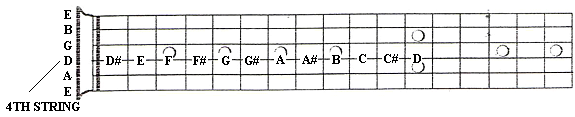 E
B
G
D D# E F F# G G# A A# B C C# D
A
E
4TH STRING